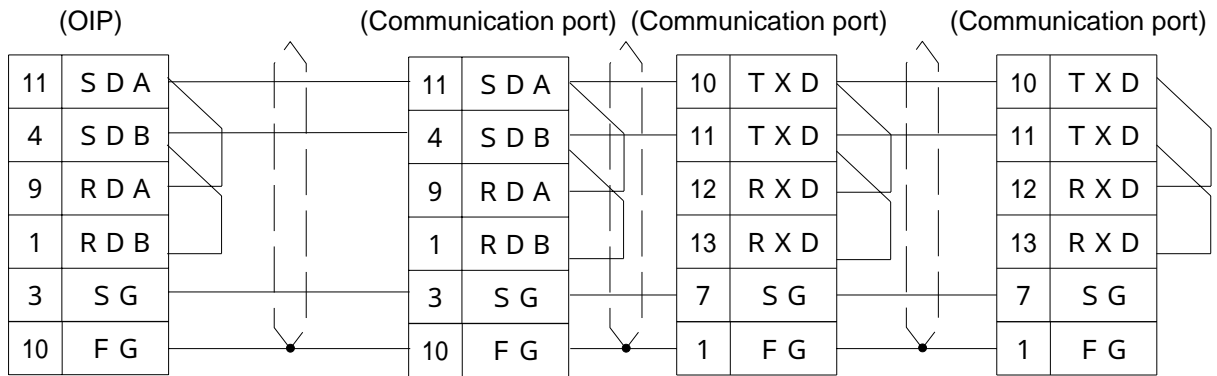 (OIP) (Communication port) (Communication port) (Communication port)
11 SDA 11 SDA 10 TXD 10 TXD
4 SDB 4 SDB 11 TXD 11 TXD
9 RDA 9 RDA 12 RXD 12 RXD
1 RDB 1 RDB 13 RXD 13 RXD
3 SG 3 SG 7 SG 7 SG
10 FG 10 FG 1 FG 1 FG